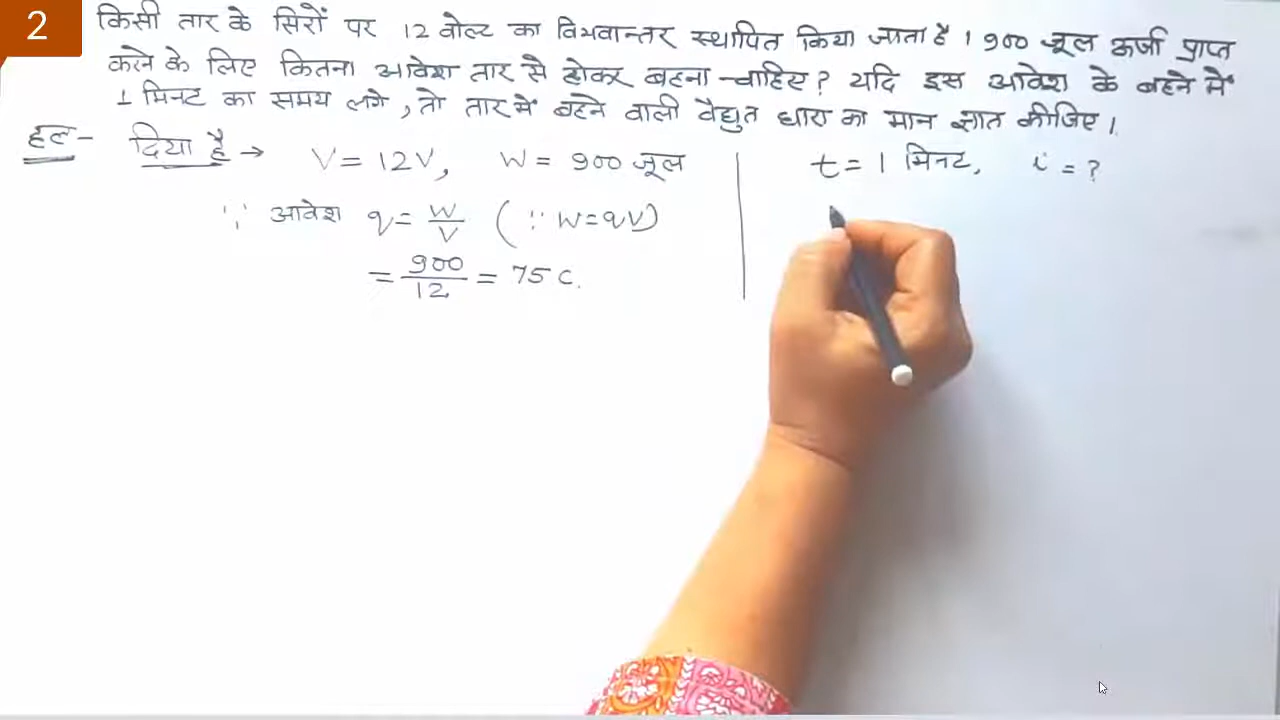 2
किसी तार के सिरों पर 12 वोल्ट का विभवान्तर स्थापित किया जाता है । 900 जूल ऊर्जा प्राप्त
करने के लिए कितना आवेश तार से होकर बहना चाहिए ? यदि इस आवेश के बहने में
1 मिनट का समय लगे , तो तार में बहने वाली वैद्युत धारा का मान ज्ञात कीजिए ।
हल - दिया है → V = 12V, W = 900 जूल t = 1 मिनट, i = ?
∵ आवेश q = W/V (∵ W = qV)
= 900/12 = 75 C.